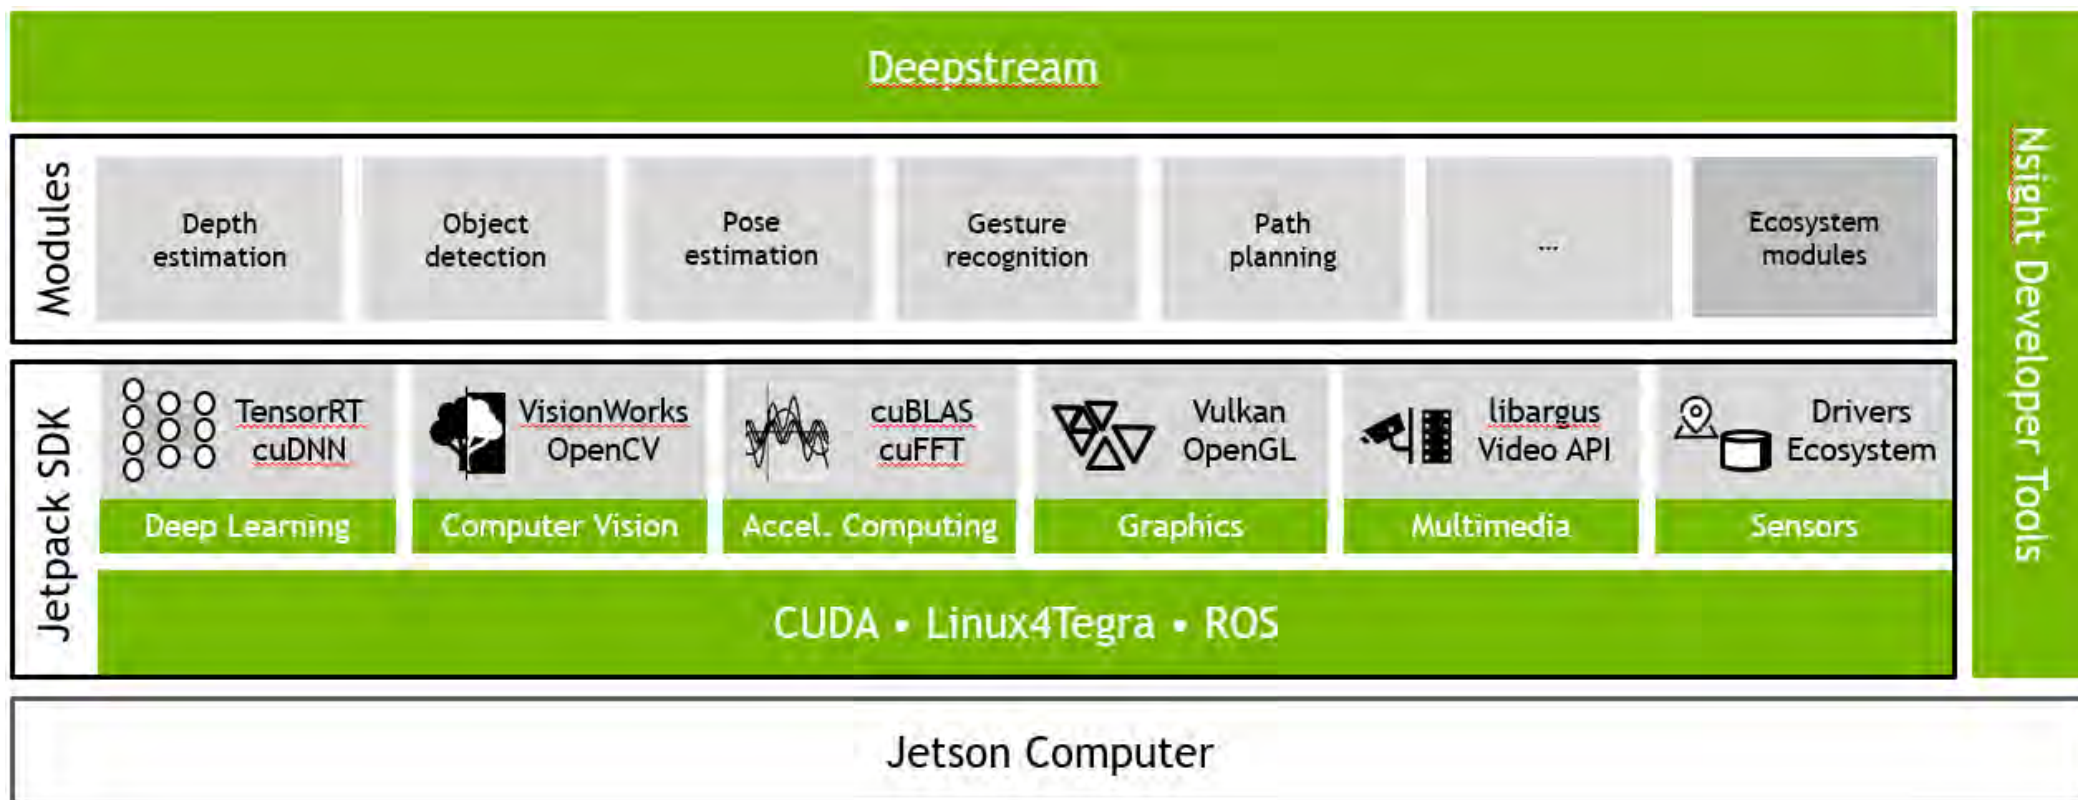 Deepstream
Modules
Depth
estimation
Object
detection
Pose
estimation
Gesture
recognition
Path
planning
...
Ecosystem
modules
Jetpack SDK
TensorRT
cuDNN
Deep Learning
VisionWorks
OpenCV
Computer Vision
cuBLAS
cuFFT
Accel. Computing
Vulkan
OpenGL
Graphics
libargus
Video API
Multimedia
Drivers
Ecosystem
Sensors
CUDA • Linux4Tegra • ROS
Nsight Developer Tools
Jetson Computer